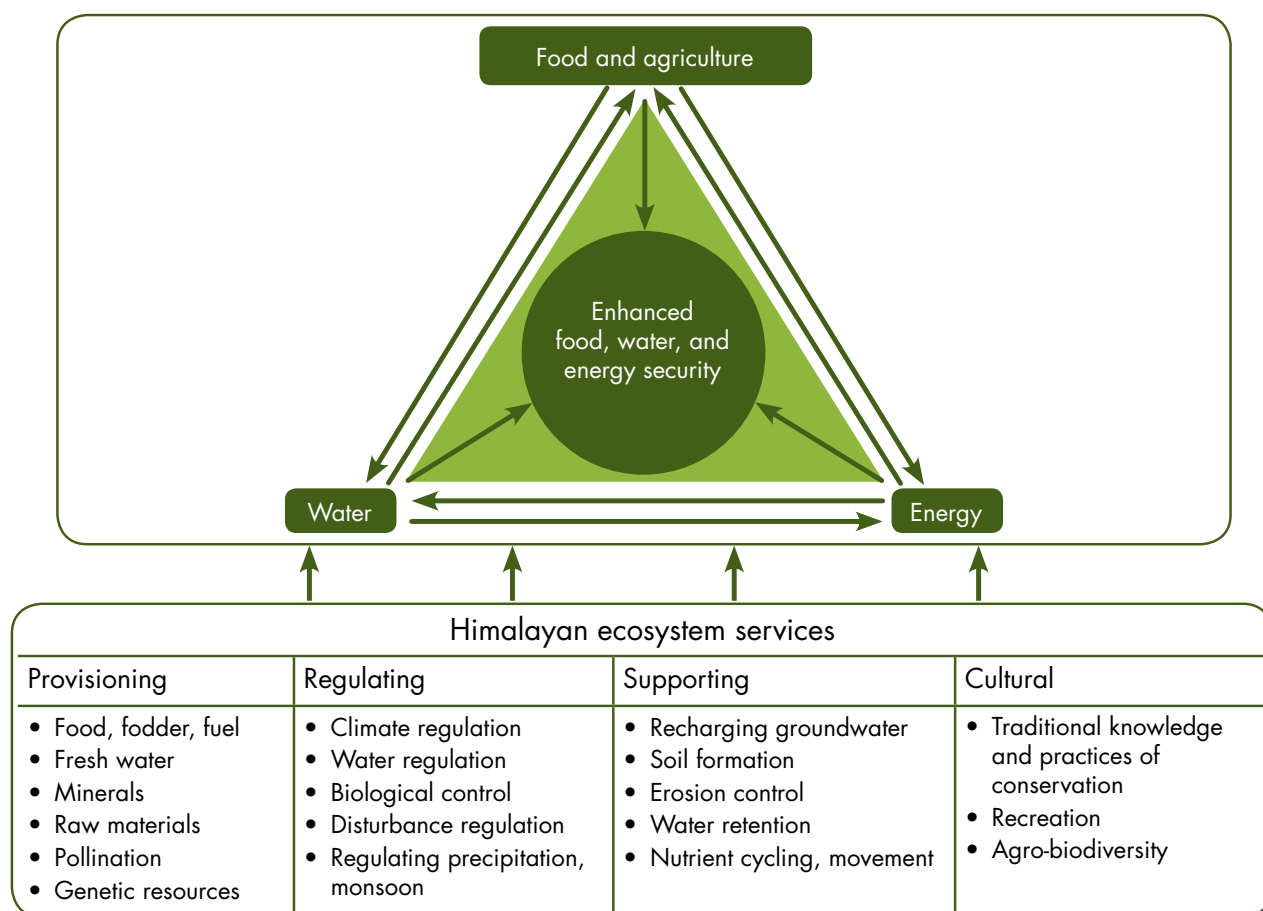 Food and agriculture
Enhanced
food, water, and
energy security
Water
Energy
Himalayan ecosystem services
Provisioning
• Food, fodder, fuel
• Fresh water
• Minerals
• Raw materials
• Pollination
• Genetic resources
Regulating
• Climate regulation
• Water regulation
• Biological control
• Disturbance regulation
• Regulating precipitation,
monsoon
Supporting
• Recharging groundwater
• Soil formation
• Erosion control
• Water retention
• Nutrient cycling, movement
Cultural
• Traditional knowledge
and practices of
conservation
• Recreation
• Agro-biodiversity